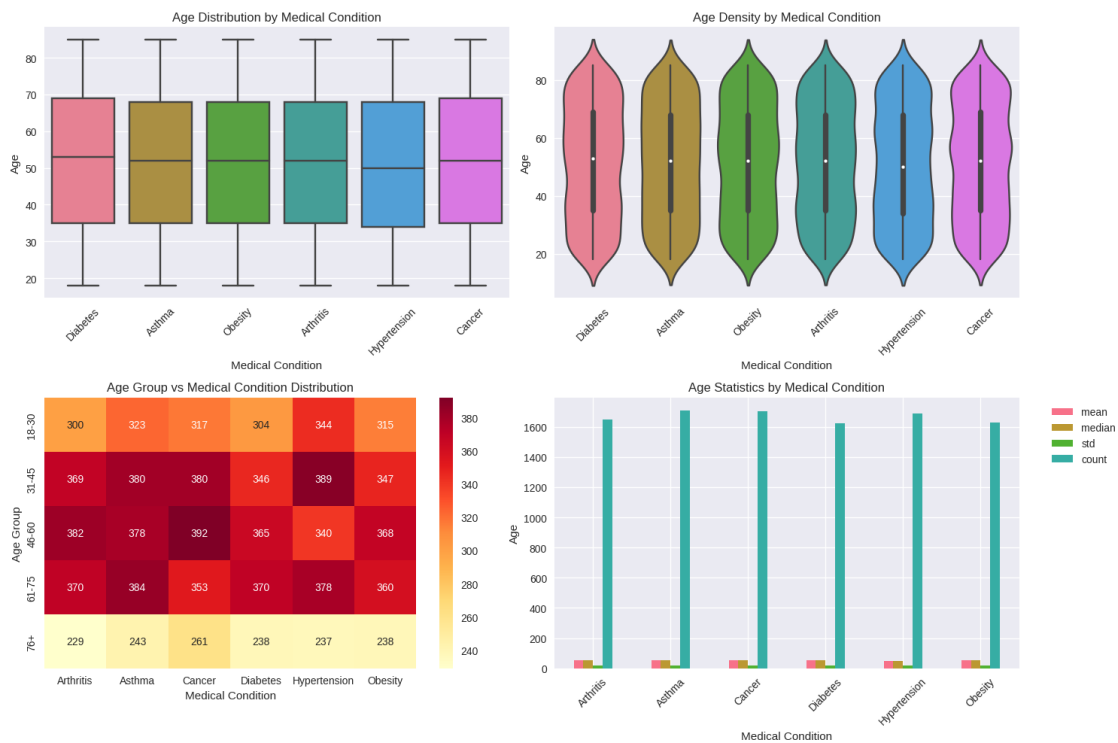 Age Distribution by Medical Condition
Age
80
70
60
50
40
30
20
Diabetes
Asthma
Obesity
Arthritis
Hypertension
Cancer
Medical Condition
Age Density by Medical Condition
Age
80
60
40
20
Diabetes
Asthma
Obesity
Arthritis
Hypertension
Cancer
Medical Condition
Age Group vs Medical Condition Distribution
Age Group
18-30 300 323 317 304 344 315
31-45 369 380 380 346 389 347
46-60 382 378 392 365 340 368
61-75 370 384 353 370 378 360
76+ 229 243 261 238 237 238
Arthritis Asthma Cancer Diabetes Hypertension Obesity
Medical Condition
380
360
340
320
300
280
260
240
Age Statistics by Medical Condition
Age
1600
1400
1200
1000
800
600
400
200
0
Arthritis
Asthma
Cancer
Diabetes
Hypertension
Obesity
Medical Condition
mean
median
std
count